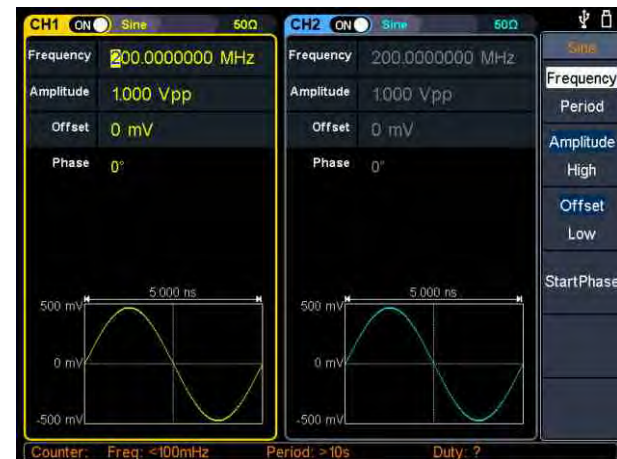 CH1 ON Sine 50Ω
Frequency 200.0000000 MHz
Amplitude 1.000 Vpp
Offset 0 mV
Phase 0°
5.000 ns
500 mV
0 mV
-500 mV
CH2 ON Sine 50Ω
Frequency 200.0000000 MHz
Amplitude 1.000 Vpp
Offset 0 mV
Phase 0°
5.000 ns
500 mV
0 mV
-500 mV
Sine
Frequency
Period
Amplitude
High
Offset
Low
StartPhase
Counter: Freq: <100mHz Period: >10s Duty: ?